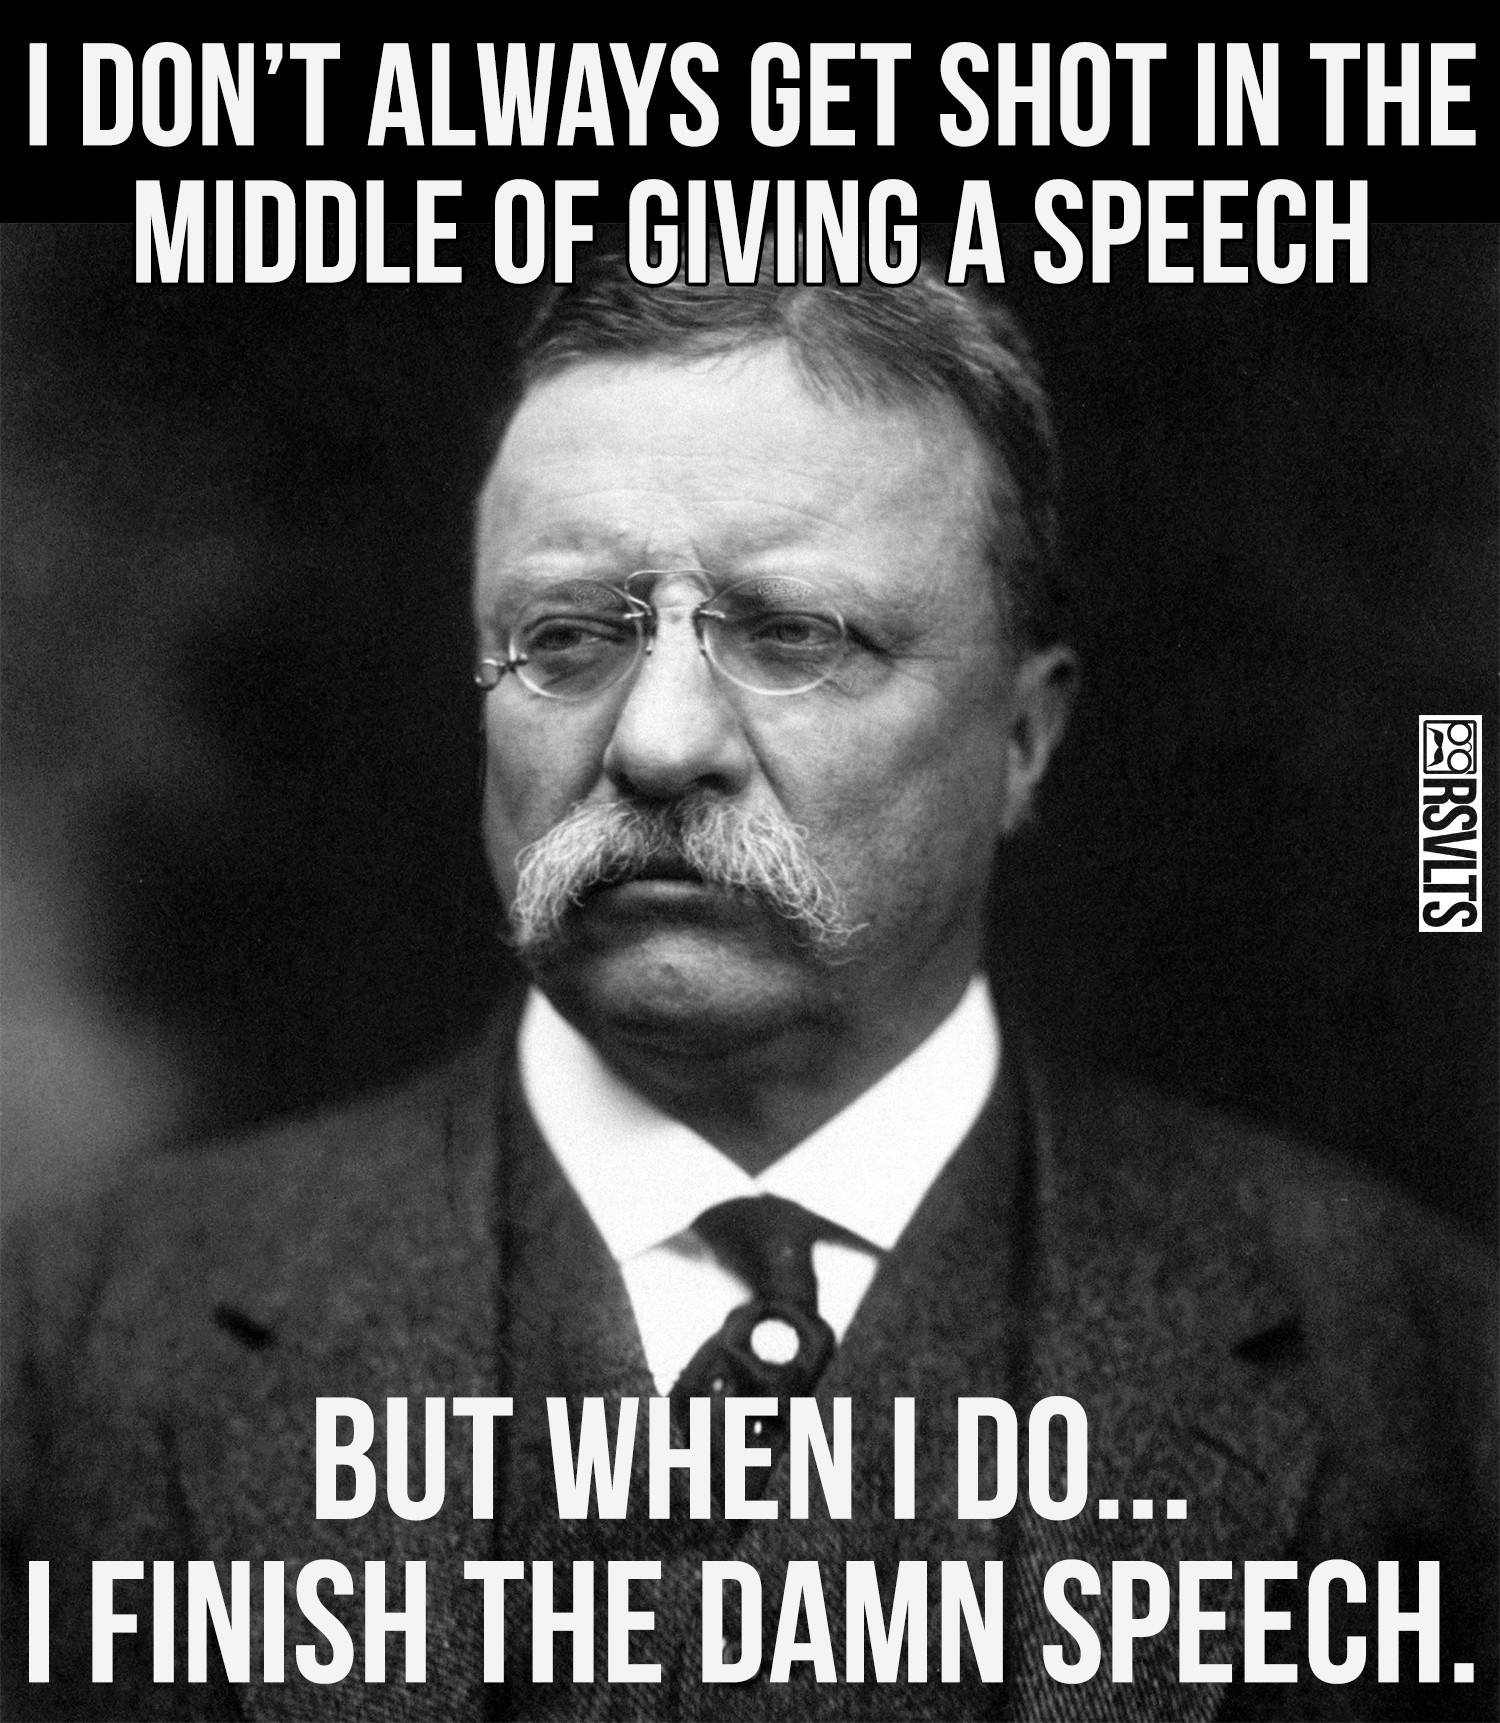 I DON’T ALWAYS GET SHOT IN THE
MIDDLE OF GIVING A SPEECH
RSVLTS
BUT WHEN I DO...
I FINISH THE DAMN SPEECH.